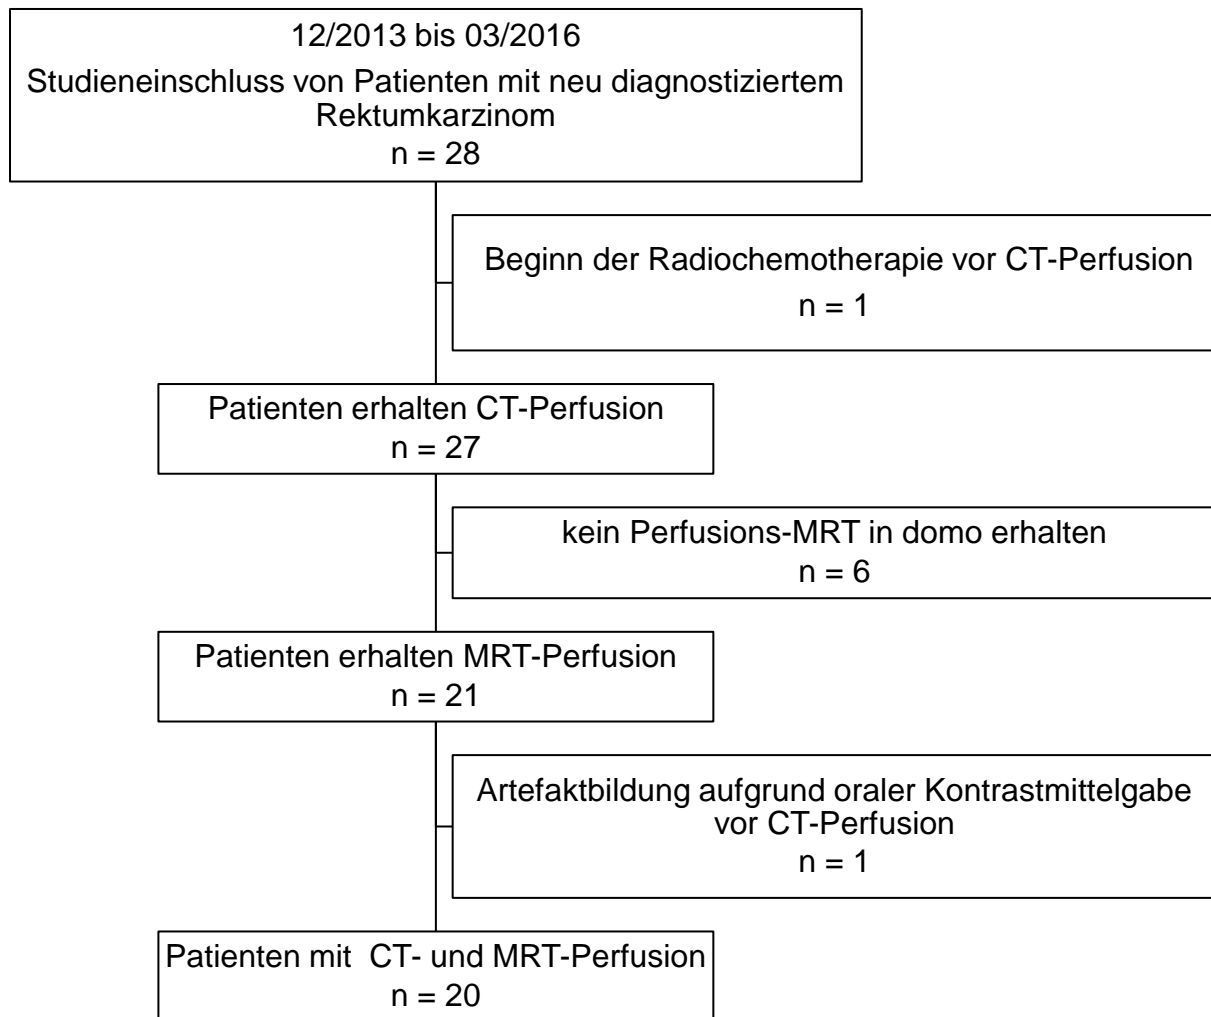 12/2013 bis 03/2016
Studieneinschluss von Patienten mit neu diagnostiziertem
Rektumkarzinom
n = 28
Beginn der Radiochemotherapie vor CT-Perfusion
n = 1
Patienten erhalten CT-Perfusion
n = 27
kein Perfusions-MRT in domo erhalten
n = 6
Patienten erhalten MRT-Perfusion
n = 21
Artefaktbildung aufgrund oraler Kontrastmittelgabe
vor CT-Perfusion
n = 1
Patienten mit  CT- und MRT-Perfusion
n = 20